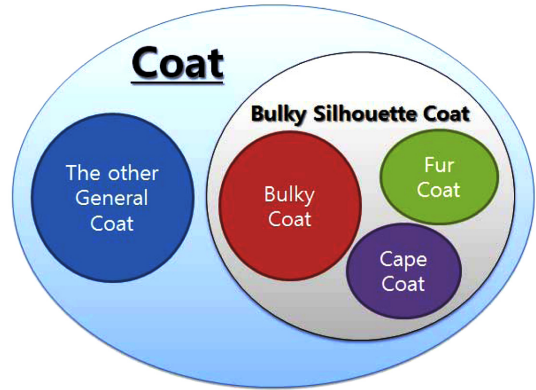 Coat
Bulky Silhouette Coat
The other
General
Coat
Bulky
Coat
Fur
Coat
Cape
Coat